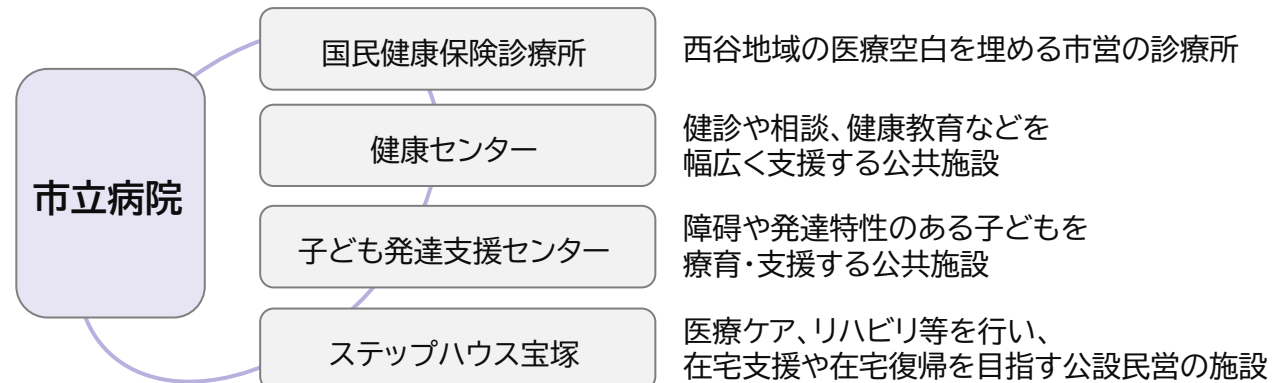 市立病院
国民健康保険診療所
西谷地域の医療空白を埋める市営の診療所
健康センター
健診や相談、健康教育などを
幅広く支援する公共施設
子ども発達支援センター
障碍や発達特性のある子どもを
療育・支援する公共施設
ステップハウス宝塚
医療ケア、リハビリ等を行い、
在宅支援や在宅復帰を目指す公設民営の施設